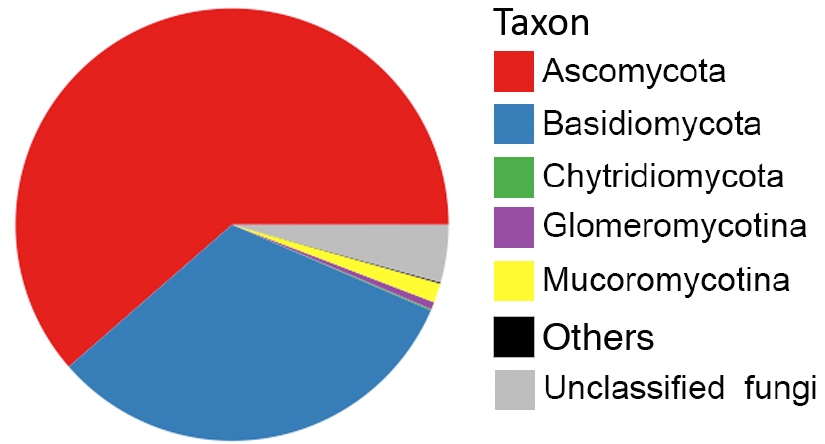 Taxon
Ascomycota
Basidiomycota
Chytridiomycota
Glomeromycotina
Mucoromycotina
Others
Unclassified fungi